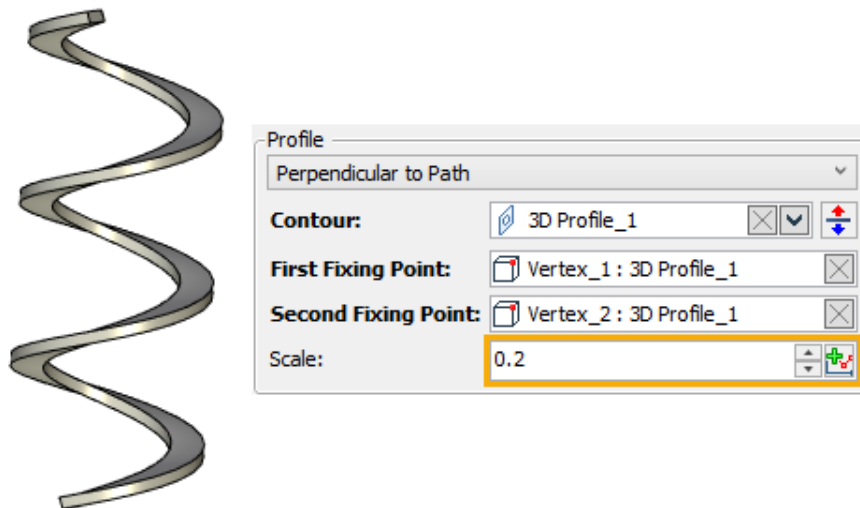 Profile
Perpendicular to Path
Contour: 3D Profile_1
First Fixing Point: Vertex_1 : 3D Profile_1
Second Fixing Point: Vertex_2 : 3D Profile_1
Scale: 0.2